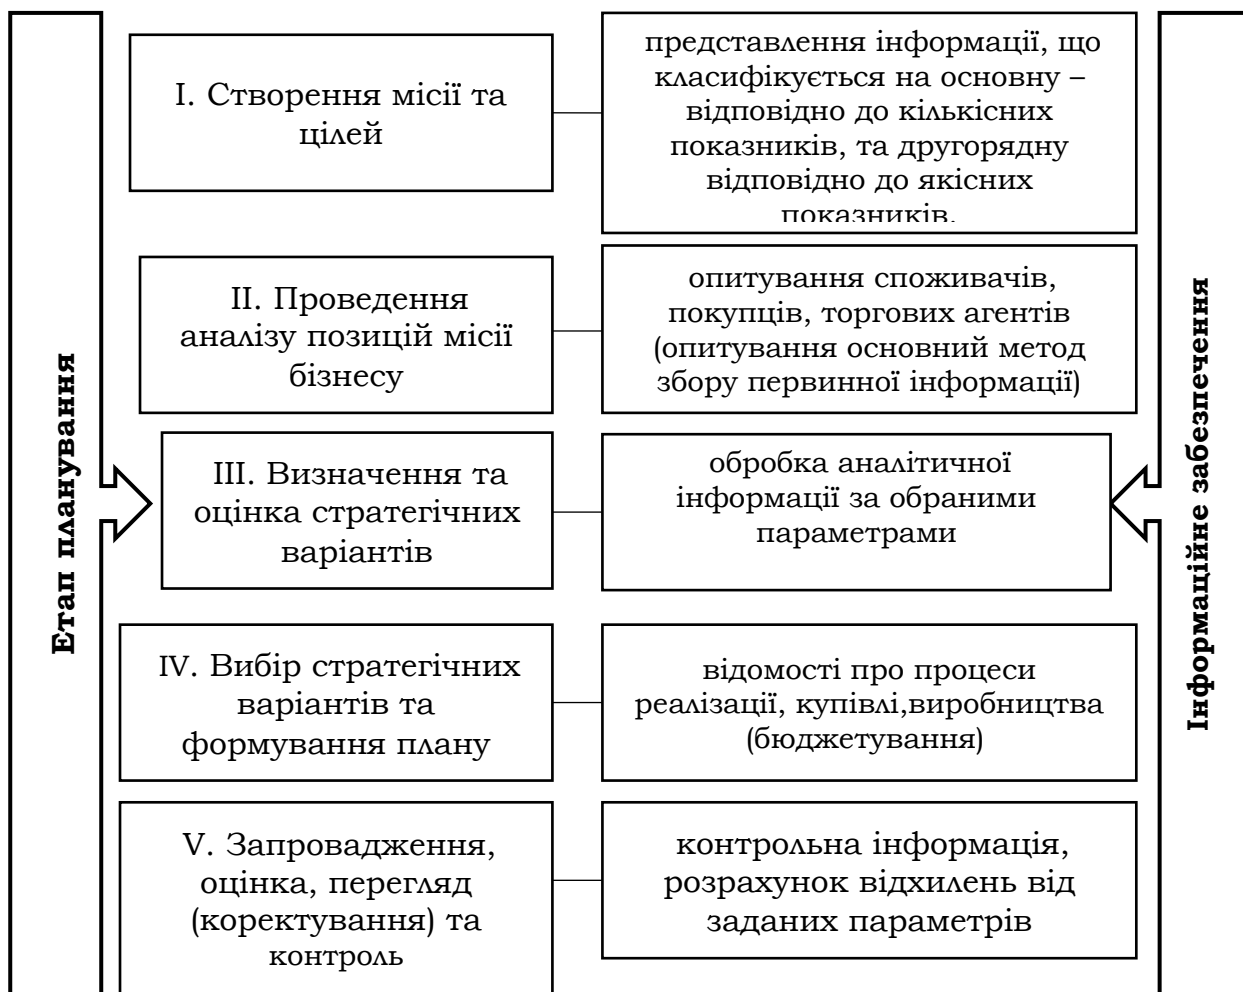 Етап планування
І. Створення місії та
цілей
представлення інформації, що
класифікується на основну –
відповідно до кількісних
показників, та другорядну
відповідно до якісних
показників.
ІІ. Проведення
аналізу позицій місії
бізнесу
опитування споживачів,
покупців, торгових агентів
(опитування основний метод
збору первинної інформації)
ІІІ. Визначення та
оцінка стратегічних
варіантів
обробка аналітичної
інформації за обраними
параметрами
IV. Вибір стратегічних
варіантів та
формування плану
відомості про процеси
реалізації, купівлі,виробництва
(бюджетування)
V. Запровадження,
оцінка, перегляд
(коректування) та
контроль
контрольна інформація,
розрахунок відхилень від
заданих параметрів
Інформаційне забезпечення